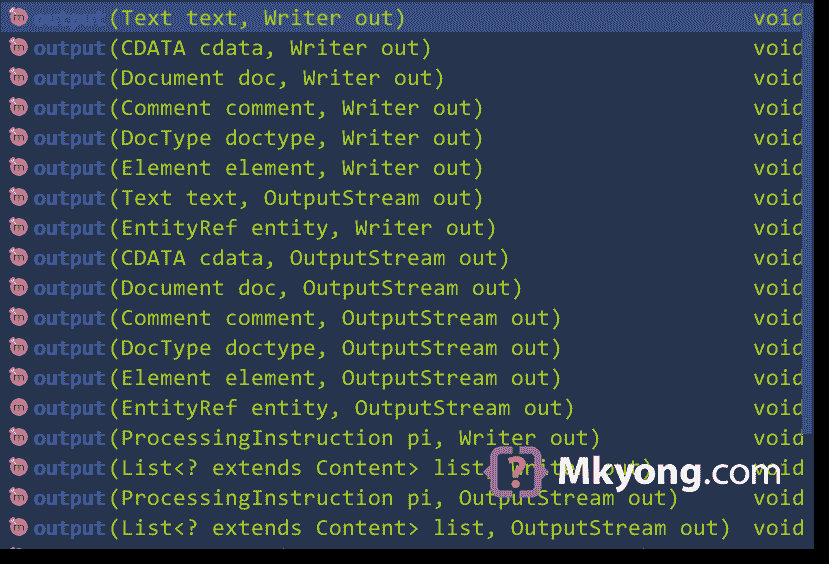 output(Text text, Writer out) void
output(CDATA cdata, Writer out) void
output(Document doc, Writer out) void
output(Comment comment, Writer out) void
output(DocType doctype, Writer out) void
output(Element element, Writer out) void
output(Text text, OutputStream out) void
output(EntityRef entity, Writer out) void
output(CDATA cdata, OutputStream out) void
output(Document doc, OutputStream out) void
output(Comment comment, OutputStream out) void
output(DocType doctype, OutputStream out) void
output(Element element, OutputStream out) void
output(EntityRef entity, OutputStream out) void
output(ProcessingInstruction pi, Writer out) void
output(List<? extends Content> list, Writer out) void
Mkyong.com
output(ProcessingInstruction pi, OutputStream out) void
output(List<? extends Content> list, OutputStream out) void